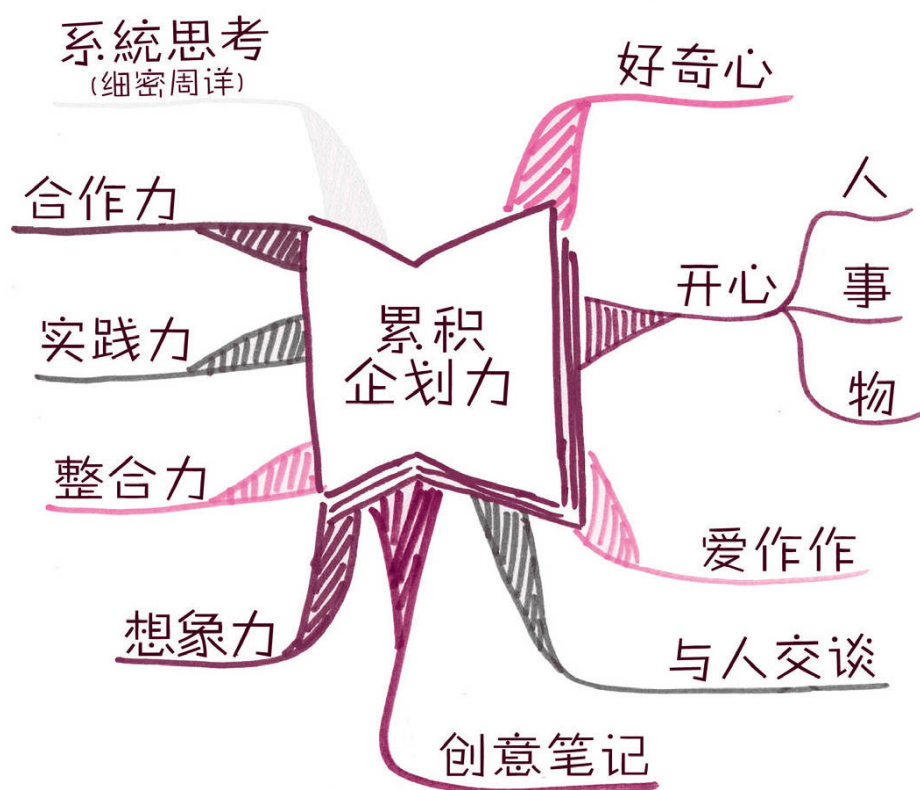 系統思考
(细密周详)
好奇心
合作力
人
开心
事
物
实践力
累积
企划力
整合力
爱作作
想象力
与人交谈
创意笔记